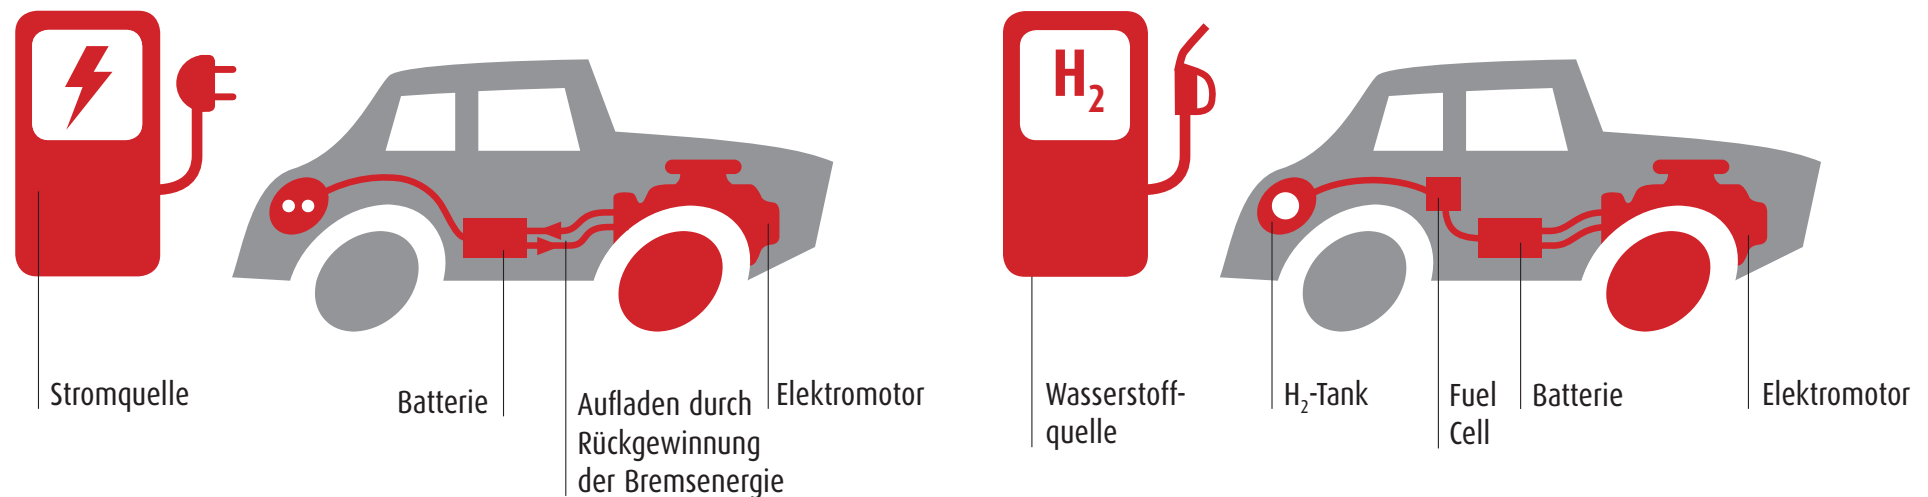 H₂
Stromquelle
Batterie
Aufladen durch
Rückgewinnung
der Bremsenergie
Elektromotor
Wasserstoff-
quelle
H₂-Tank
Fuel
Cell
Batterie
Elektromotor